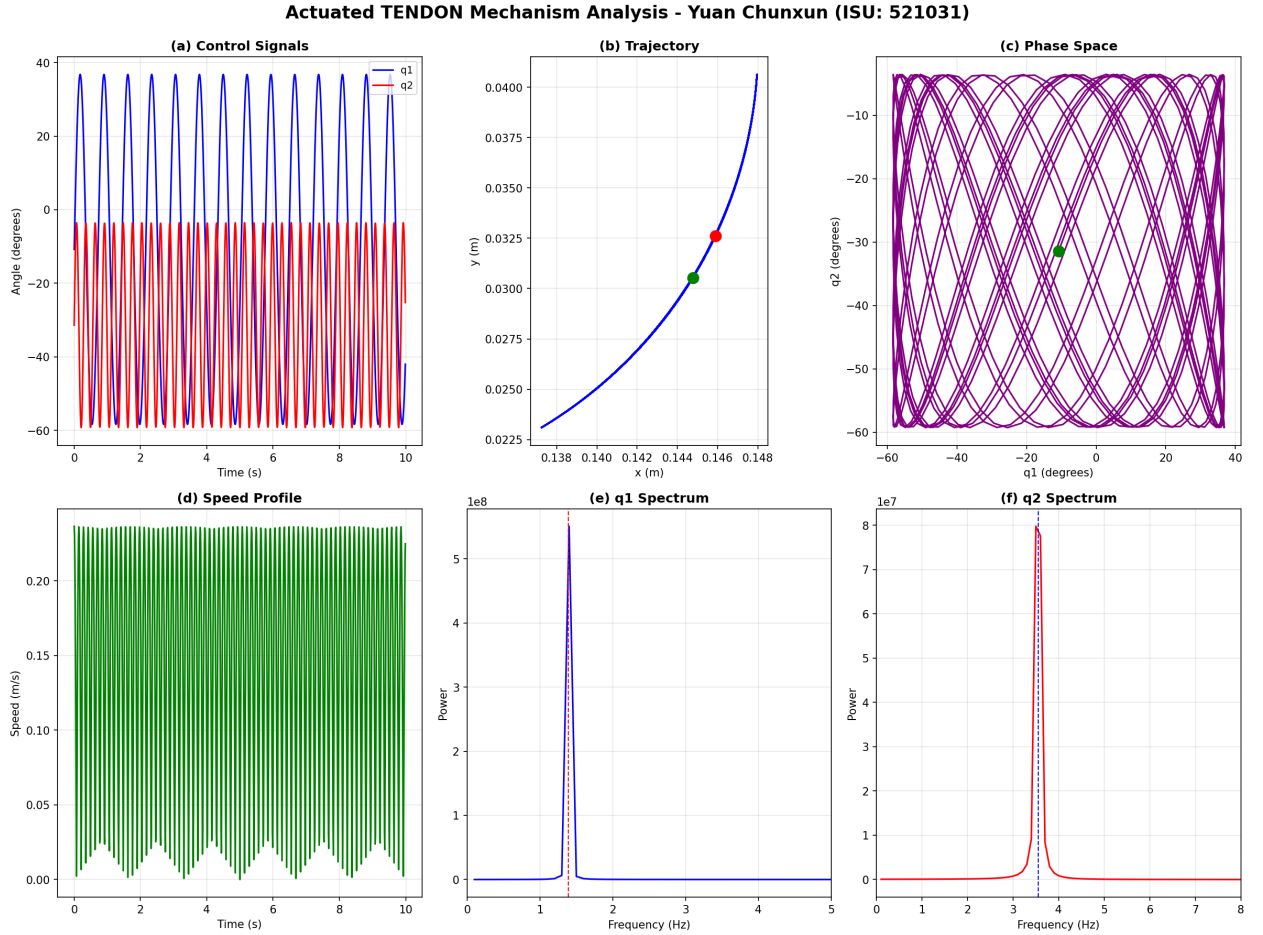 Actuated TENDON Mechanism Analysis - Yuan Chunxun (ISU: 521031)
(a) Control Signals
40
20
0
−20
−40
−60
0 2 4 6 8 10
Angle (degrees)
Time (s)
q1
q2
(b) Trajectory
0.0400
0.0375
0.0350
0.0325
0.0300
0.0275
0.0250
0.0225
0.138 0.140 0.142 0.144 0.146 0.148
y (m)
x (m)
(c) Phase Space
−10
−20
−30
−40
−50
−60
−60 −40 −20 0 20 40
q2 (degrees)
q1 (degrees)
(d) Speed Profile
0.20
0.15
0.10
0.05
0.00
0 2 4 6 8 10
Speed (m/s)
Time (s)
(e) q1 Spectrum
1e8
5
4
3
2
1
0
0 1 2 3 4 5
Power
Frequency (Hz)
(f) q2 Spectrum
1e7
8
7
6
5
4
3
2
1
0
0 1 2 3 4 5 6 7 8
Power
Frequency (Hz)